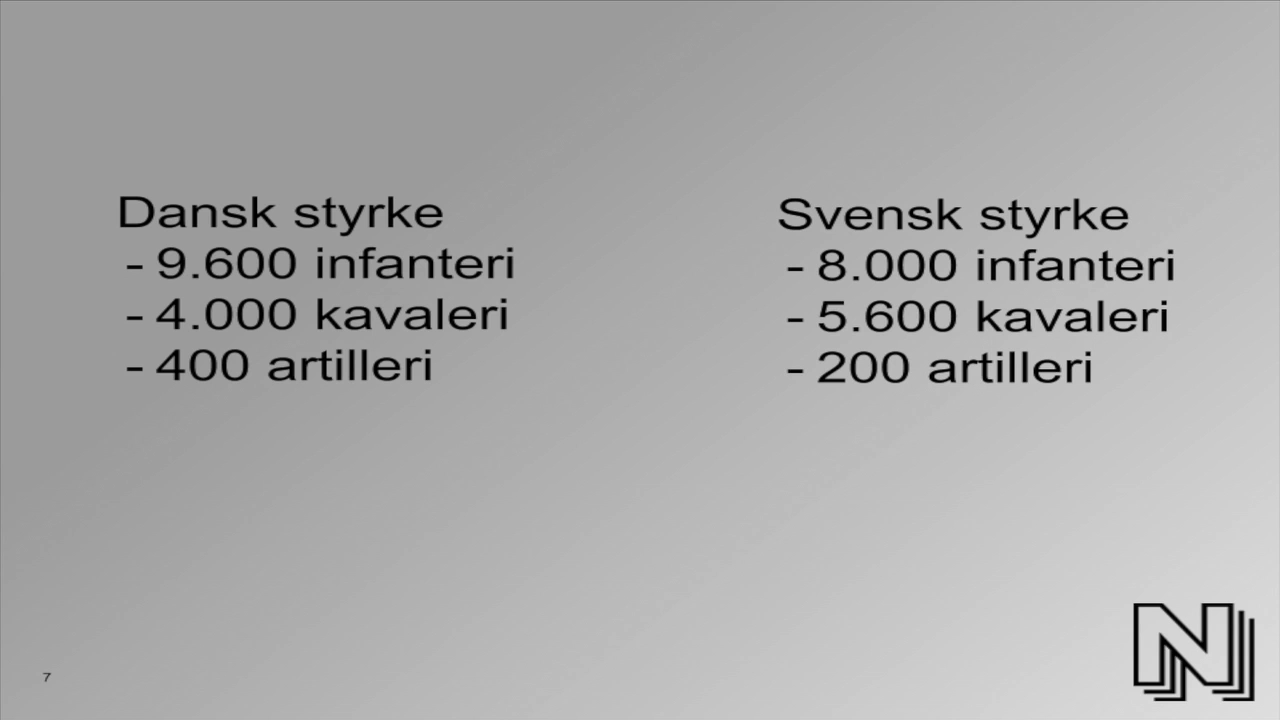 Dansk styrke
- 9.600 infanteri
- 4.000 kavaleri
- 400 artilleri
Svensk styrke
- 8.000 infanteri
- 5.600 kavaleri
- 200 artilleri
7
N